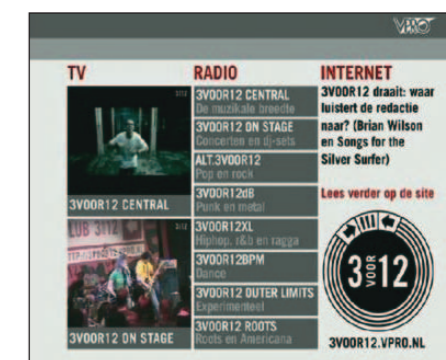 VPRO
TV
3VOOR12 CENTRAL
3VOOR12 ON STAGE
RADIO
3VOOR12 CENTRAL
De muzikale breedte
3VOOR12 ON STAGE
Concerten en dj-sets
ALT.3VOOR12
Pop en rock
3VOOR12dB
Punk en metal
3VOOR12XL
Hiphop, r&b en ragga
3VOOR12BPM
Dance
3VOOR12 OUTER LIMITS
Experimenteel
3VOOR12 ROOTS
Roots en Americana
INTERNET
3VOOR12 draait: waar
luistert de redactie
naar? (Brian Wilson
en Songs for the
Silver Surfer)
Lees verder op de site
3 VOOR 12
3VOOR12.VPRO.NL